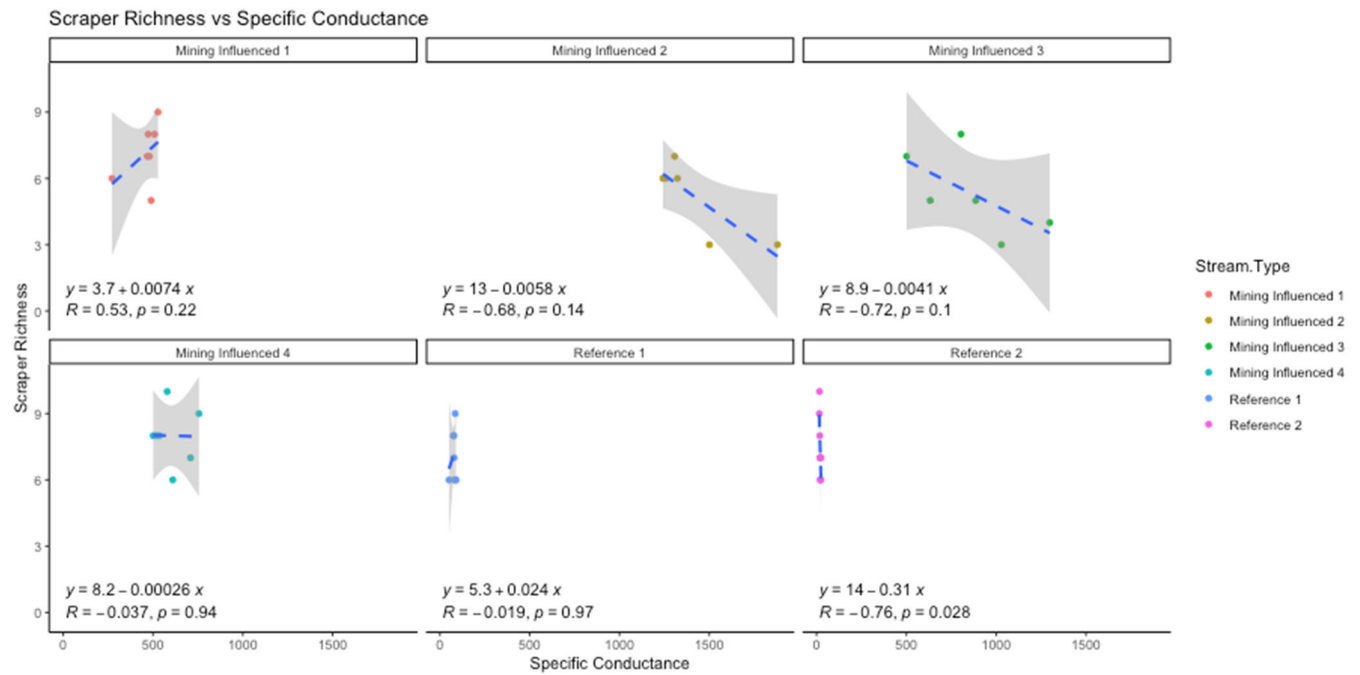 Scraper Richness vs Specific Conductance
Mining Influenced 1
Mining Influenced 2
Mining Influenced 3
9
6
3
0
y = 3.7 + 0.0074 x
R = 0.53, p = 0.22
y = 13 − 0.0058 x
R = −0.68, p = 0.14
y = 8.9 − 0.0041 x
R = −0.72, p = 0.1
Mining Influenced 4
Reference 1
Reference 2
9
6
3
0
y = 8.2 − 0.00026 x
R = −0.037, p = 0.94
y = 5.3 + 0.024 x
R = −0.019, p = 0.97
y = 14 − 0.31 x
R = −0.76, p = 0.028
0 500 1000 1500
0 500 1000 1500
0 500 1000 1500
Specific Conductance
Scraper Richness
Stream.Type
Mining Influenced 1
Mining Influenced 2
Mining Influenced 3
Mining Influenced 4
Reference 1
Reference 2